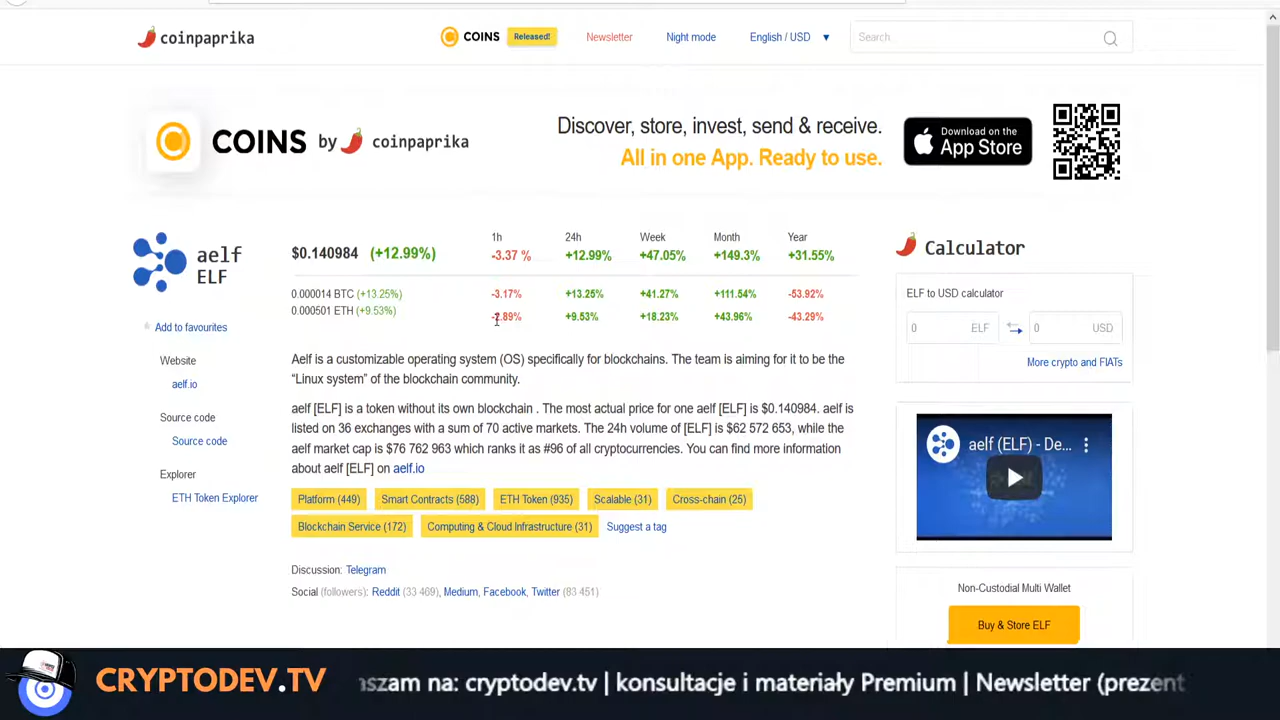 coinpaprika
COINS Released! Newsletter Night mode English / USD Search...
COINS by coinpaprika
Discover, store, invest, send & receive.
All in one App. Ready to use.
Download on the
App Store
aelf
ELF
$0.140984 (+12.99%)
1h 24h Week Month Year
-3.37 % +12.99% +47.05% +149.3% +31.55%
0.000014 BTC (+13.25%) -3.17% +13.25% +41.27% +111.54% -53.92%
0.000501 ETH (+9.53%) .89% +9.53% +18.23% +43.96% -43.29%
Add to favourites
Website
aelf.io
Source code
Source code
Explorer
ETH Token Explorer
Aelf is a customizable operating system (OS) specifically for blockchains. The team is aiming for it to be the
“Linux system” of the blockchain community.
aelf [ELF] is a token without its own blockchain . The most actual price for one aelf [ELF] is $0.140984. aelf is
listed on 36 exchanges with a sum of 70 active markets. The 24h volume of [ELF] is $62 572 653, while the
aelf market cap is $76 762 963 which ranks it as #96 of all cryptocurrencies. You can find more information
about aelf [ELF] on aelf.io
Platform (449) Smart Contracts (588) ETH Token (935) Scalable (31) Cross-chain (25)
Blockchain Service (172) Computing & Cloud Infrastructure (31) Suggest a tag
Discussion: Telegram
Social (followers): Reddit (33 469), Medium, Facebook, Twitter (83 451)
Calculator
ELF to USD calculator
0 ELF 0 USD
More crypto and FIATs
aelf (ELF) - De...
Non-Custodial Multi Wallet
Buy & Store ELF
CRYPTODEV.TV
aszam na: cryptodev.tv | konsultacje i materiały Premium | Newsletter (prezent